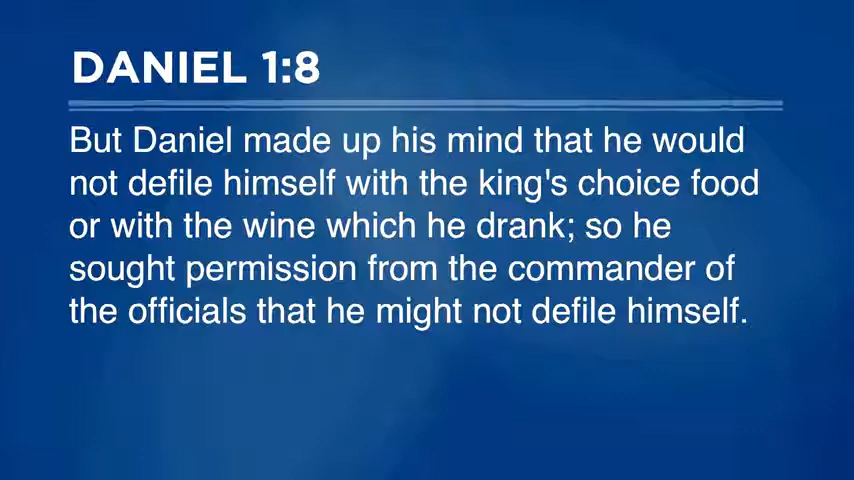 DANIEL 1:8
But Daniel made up his mind that he would
not defile himself with the king's choice food
or with the wine which he drank; so he
sought permission from the commander of
the officials that he might not defile himself.